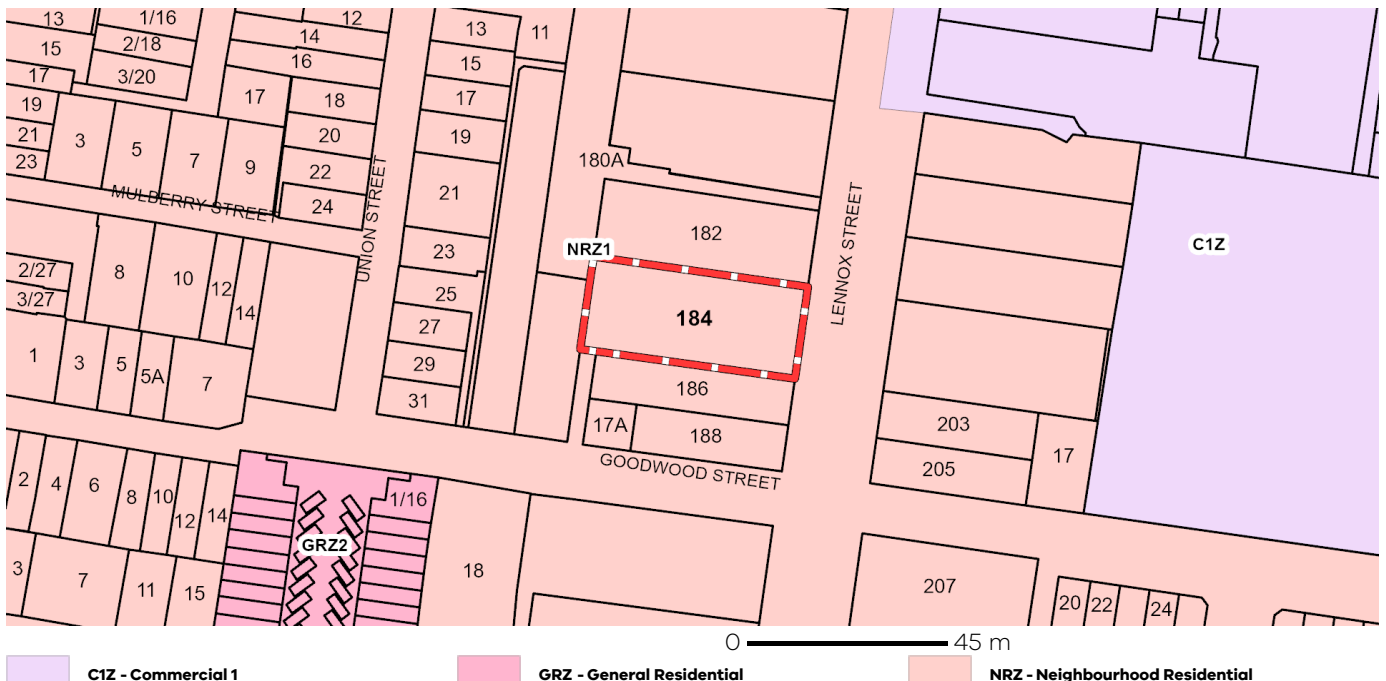 13 1/16 12 13 11
15 2/18 14 15
17 3/20 16 17
19 17 18 19
21 3 5 7 9 20 180A
23 22 21
MULBERRY STREET 24 UNION STREET LENNOX STREET
182
NRZ1 C1Z
2/27 8 10 12 23
3/27 14 25 184
1 3 5 5A 7 27
29 186
31 17A 188 203
GOODWOOD STREET 205 17
2 4 6 8 10 12 14 1/16
GRZ2
3 7 11 15 18 207 20 22 24
0 45 m
C1Z - Commercial 1 GRZ - General Residential NRZ - Neighbourhood Residential